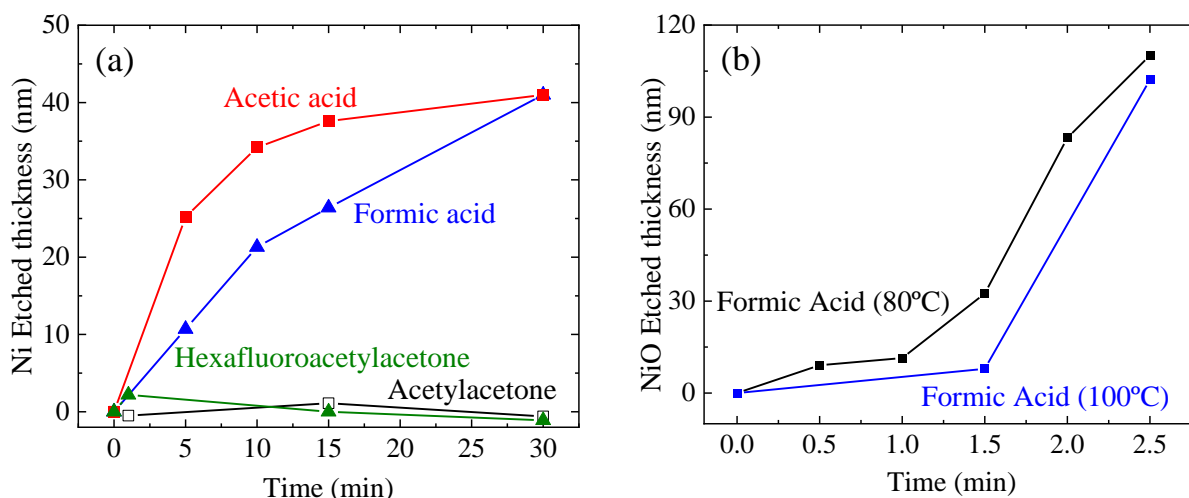 (a)
Ni Etched thickness (nm)
50
40
30
20
10
0
Acetic acid
Formic acid
Hexafluoroacetylacetone
Acetylacetone
0 5 10 15 20 25 30
Time (min)
(b)
NiO Etched thickness (nm)
120
90
60
30
0
Formic Acid (80ºC)
Formic Acid (100ºC)
0.0 0.5 1.0 1.5 2.0 2.5
Time (min)